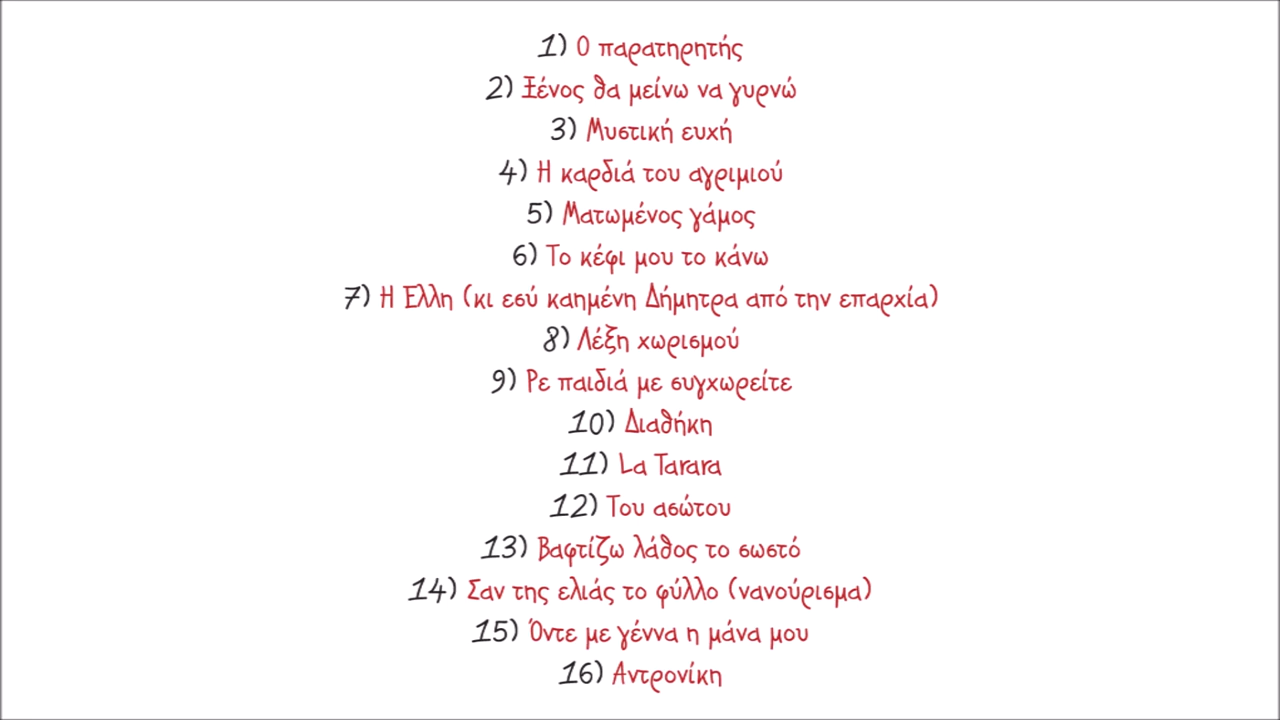 1) Ο παρατηρητής
2) Ξένος θα μείνω να γυρνώ
3) Μυστική ευχή
4) Η καρδιά του αγριμιού
5) Ματωμένος γάμος
6) Το κέφι μου το κάνω
7) Η Ελλη (κι εσύ καημένη Δήμητρα από την επαρχία)
8) Λέξη χωρισμού
9) Ρε παιδιά με συγχωρείτε
10) Διαθήκη
11) La Tarara
12) Του ασώτου
13) Βαφτίζω λάθος το σωστό
14) Σαν της ελιάς το φύλλο (νανούρισμα)
15) Όντε με γέννα η μάνα μου
16) Αντρονίκη